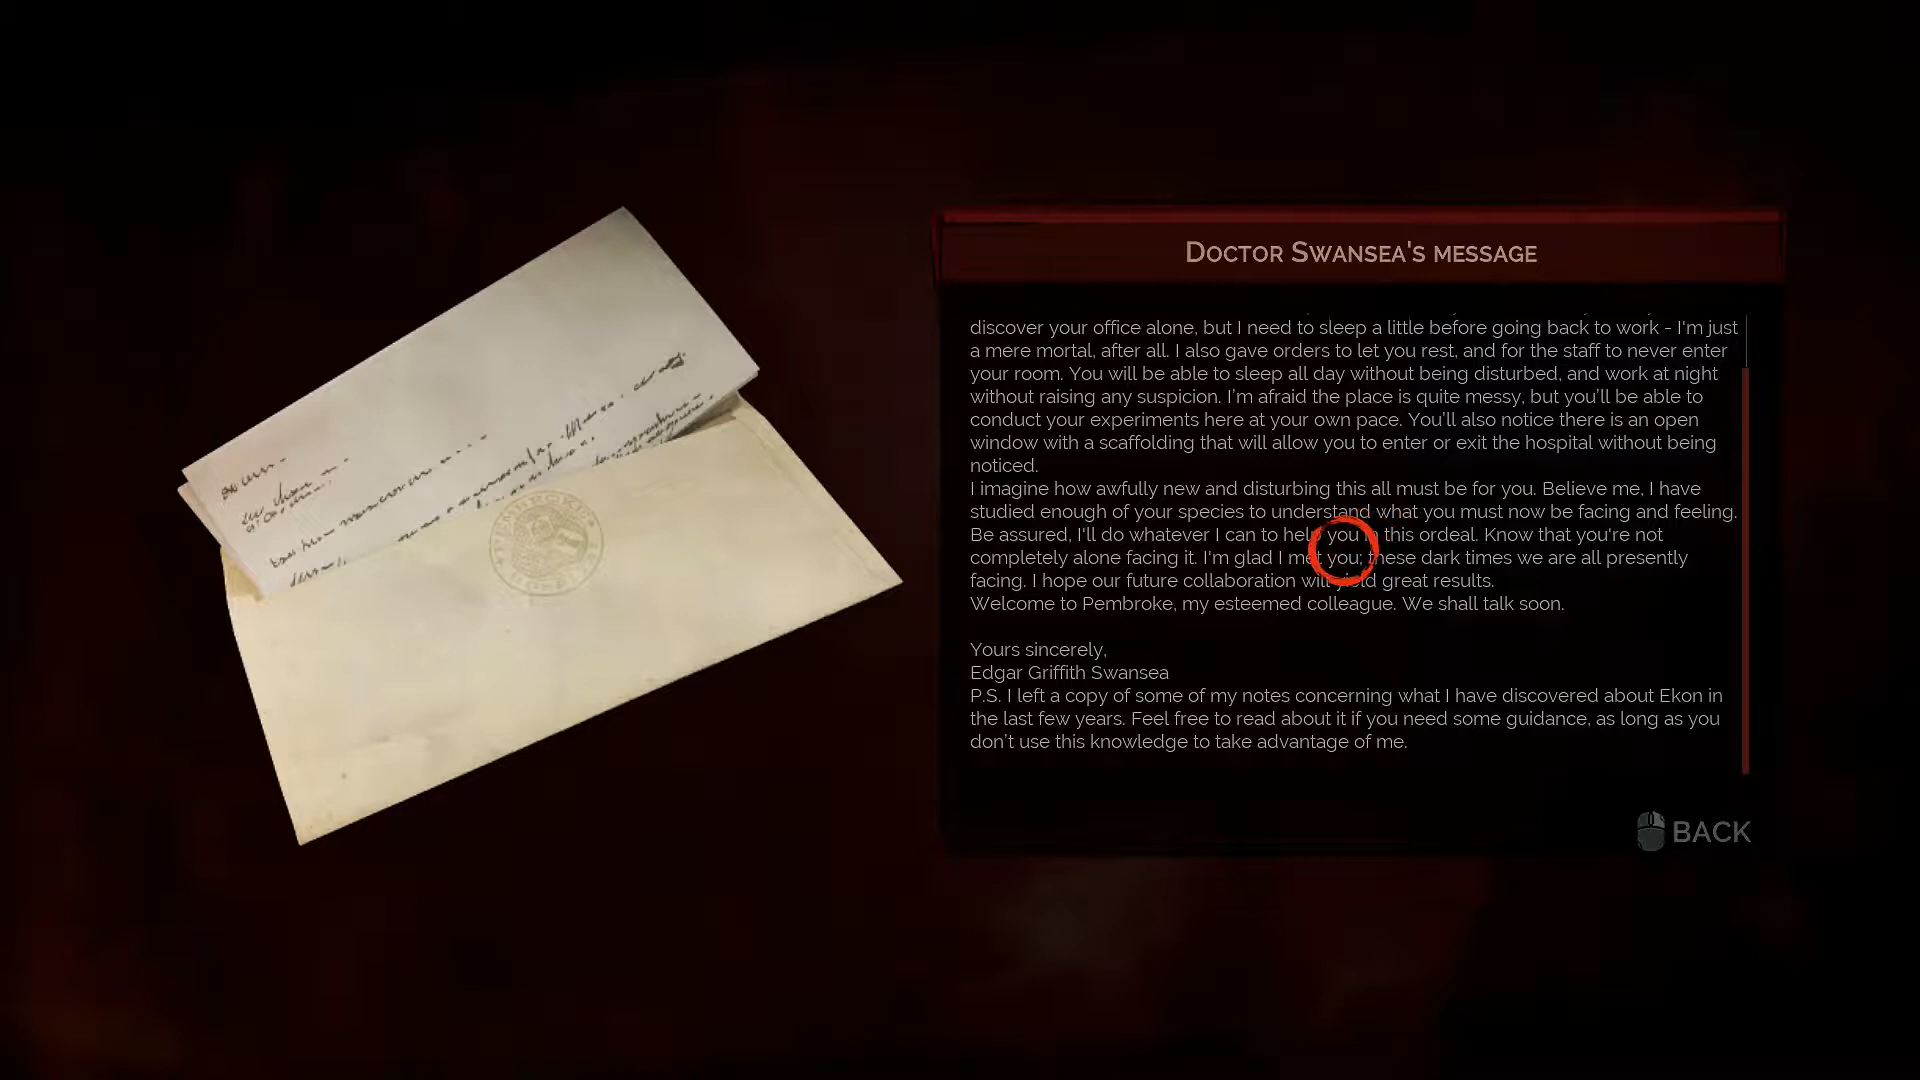 DOCTOR SWANSEA'S MESSAGE
discover your office alone, but I need to sleep a little before going back to work - I'm just
a mere mortal, after all. I also gave orders to let you rest, and for the staff to never enter
your room. You will be able to sleep all day without being disturbed, and work at night
without raising any suspicion. I'm afraid the place is quite messy, but you'll be able to
conduct your experiments here at your own pace. You'll also notice there is an open
window with a scaffolding that will allow you to enter or exit the hospital without being
noticed.
I imagine how awfully new and disturbing this all must be for you. Believe me, I have
studied enough of your species to understand what you must now be facing and feeling.
Be assured, I'll do whatever I can to help you in this ordeal. Know that you're not
completely alone facing it. I'm glad I met you; these dark times we are all presently
facing. I hope our future collaboration will yield great results.
Welcome to Pembroke, my esteemed colleague. We shall talk soon.
Yours sincerely,
Edgar Griffith Swansea
P.S. I left a copy of some of my notes concerning what I have discovered about Ekon in
the last few years. Feel free to read about it if you need some guidance, as long as you
don't use this knowledge to take advantage of me.
BACK